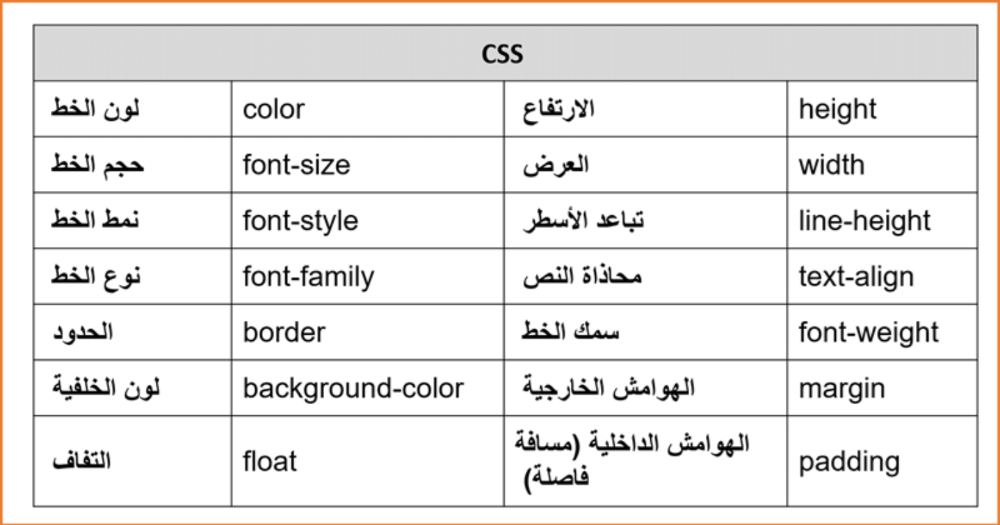 CSS
لون الخط color الارتفاع height
حجم الخط font-size العرض width
نمط الخط font-style تباعد الأسطر line-height
نوع الخط font-family محاذاة النص text-align
الحدود border سمك الخط font-weight
لون الخلفية background-color الهوامش الخارجية margin
التفاف float الهوامش الداخلية (مسافة
فاصلة) padding